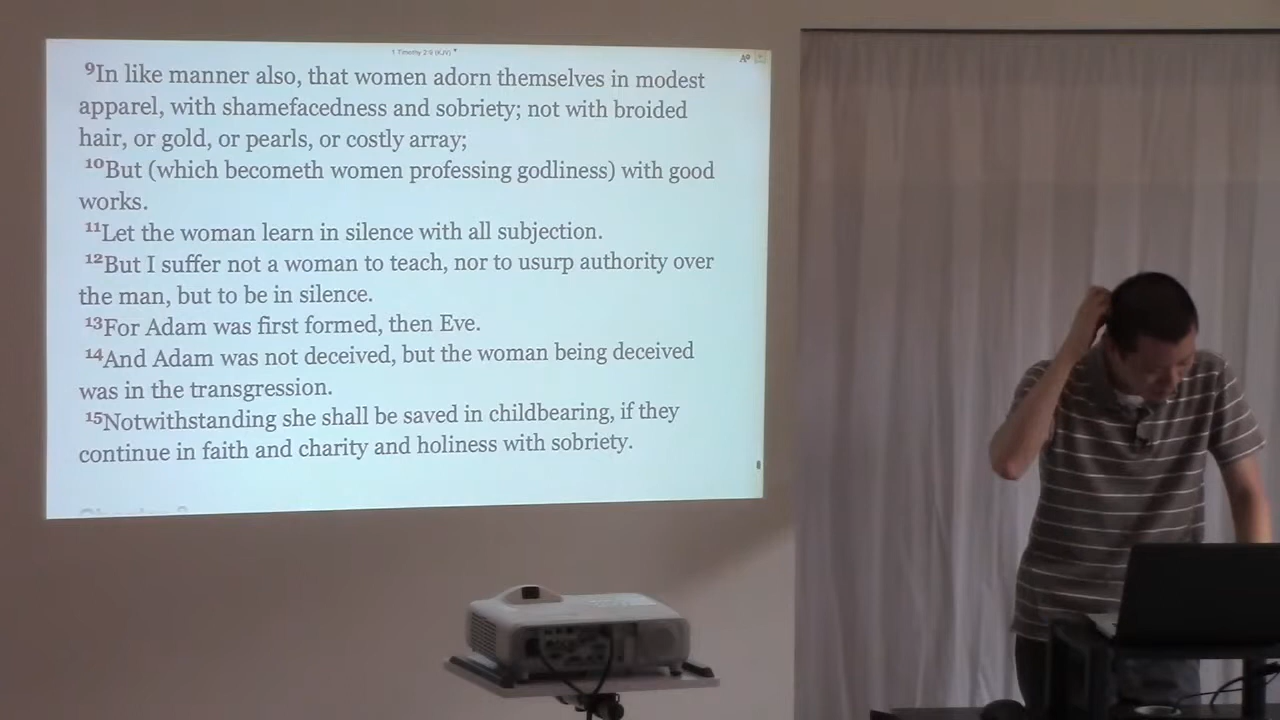 1 Timothy 2:9 (KJV)
9In like manner also, that women adorn themselves in modest
apparel, with shamefacedness and sobriety; not with broided
hair, or gold, or pearls, or costly array;
10But (which becometh women professing godliness) with good
works.
11Let the woman learn in silence with all subjection.
12But I suffer not a woman to teach, nor to usurp authority over
the man, but to be in silence.
13For Adam was first formed, then Eve.
14And Adam was not deceived, but the woman being deceived
was in the transgression.
15Notwithstanding she shall be saved in childbearing, if they
continue in faith and charity and holiness with sobriety.